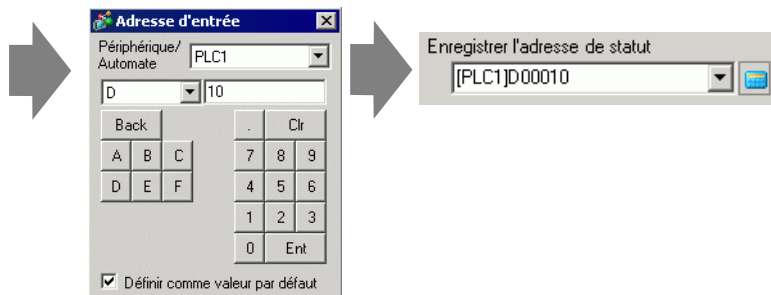 Adresse d'entrée
Périphérique/
Automate
PLC1
D 10
Back . Clr
A B C 7 8 9
D E F 4 5 6
1 2 3
0 Ent
Définir comme valeur par défaut
Enregistrer l'adresse de statut
[PLC1]D00010